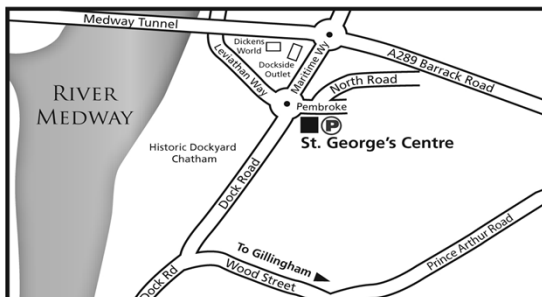 Medway Tunnel
Dickens
World
Dockside
Outlet
Leviathan Way
Maritime Wy
A289 Barrack Road
North Road
Pembroke
P
St. George's Centre
RIVER
MEDWAY
Historic Dockyard
Chatham
Dock Road
To Gillingham
Wood Street
Prince Arthur Road
Dock Rd